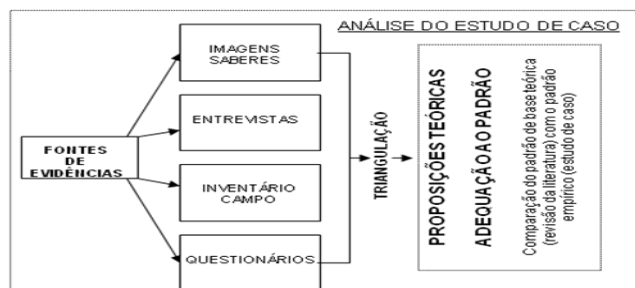 ANÁLISE DO ESTUDO DE CASO
FONTES
DE
EVIDÊNCIAS
IMAGENS
SABERES
ENTREVISTAS
INVENTÁRIO
CAMPO
QUESTIONÁRIOS
TRIANGULAÇÃO
PROPOSIÇÕES TEÓRICAS
ADEQUAÇÃO AO PADRÃO
Comparação do padrão de base teórica
(revisão da literatura) com o padrão
empírico (estudo de caso)